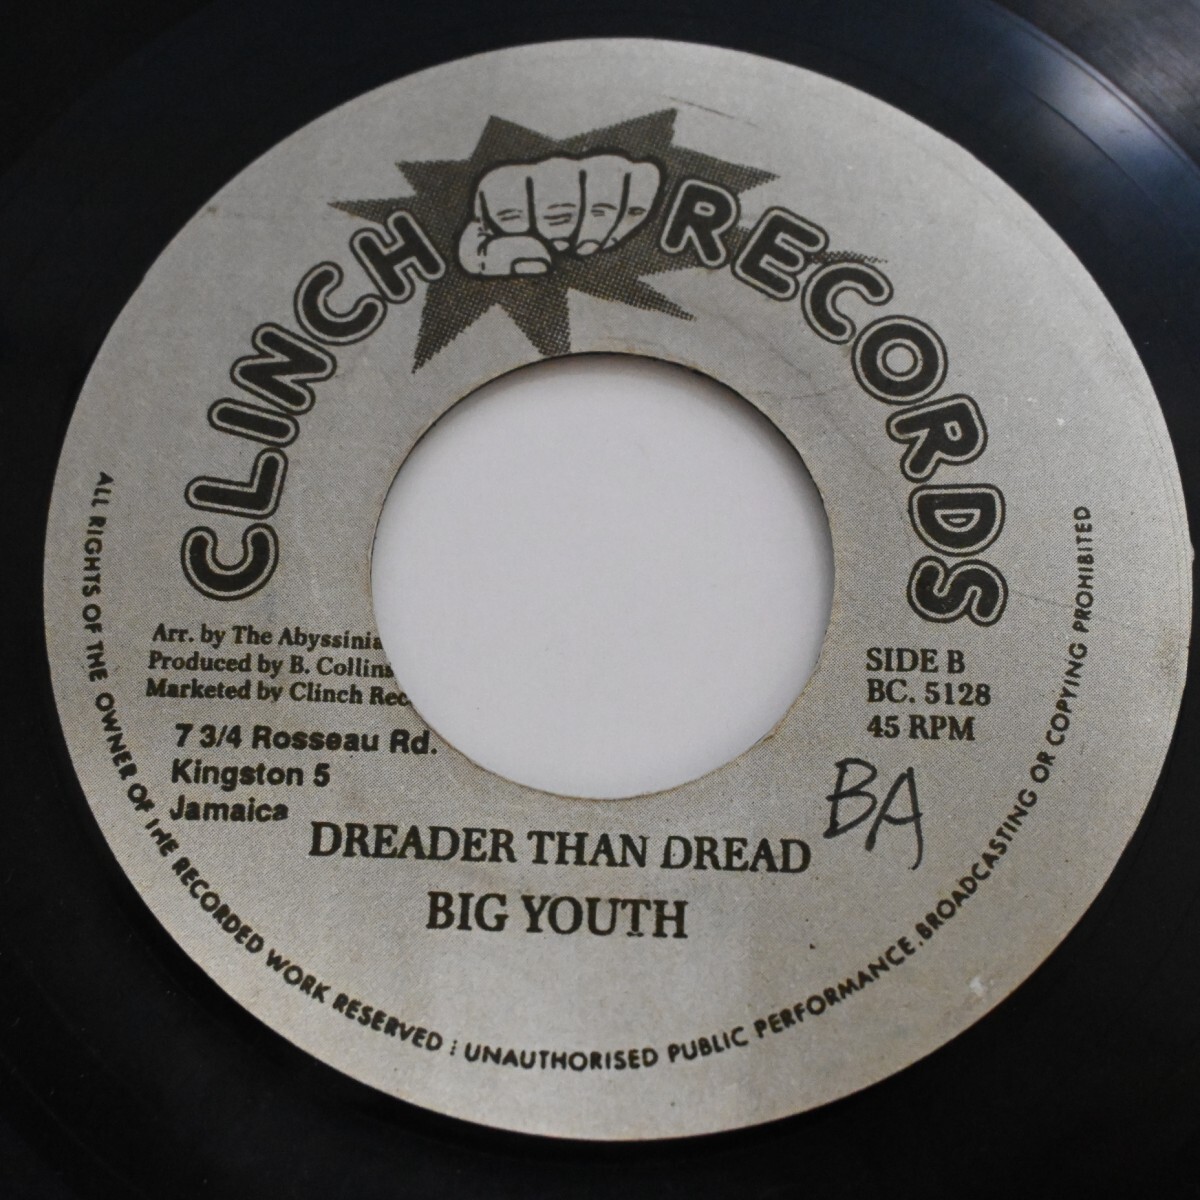 CLINCH RECORDS
Arr. by The Abyssinia
Produced by B. Collins
Marketed by Clinch Rec
7 3/4 Rosseau Rd.
Kingston 5
Jamaica
SIDE B
BC. 5128
45 RPM
BA
DREADER THAN DREAD
BIG YOUTH
ALL RIGHTS OF THE OWNER OF THE RECORDED WORK RESERVED : UNAUTHORISED PUBLIC PERFORMANCE, BROADCASTING OR COPYING PROHIBITED